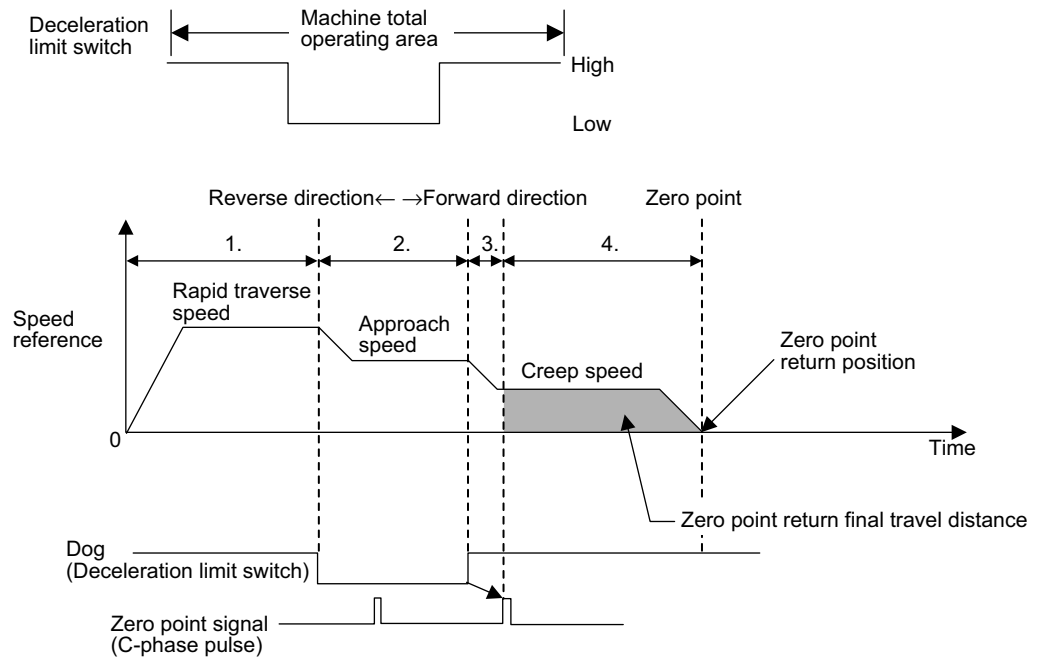 Deceleration
limit switch
Machine total
operating area
High
Low
Reverse direction← →Forward direction
Zero point
1.
2.
3.
4.
Rapid traverse
speed
Approach
speed
Creep speed
Speed
reference
Zero point
return position
0
Time
Zero point return final travel distance
Dog
(Deceleration limit switch)
Zero point signal
(C-phase pulse)